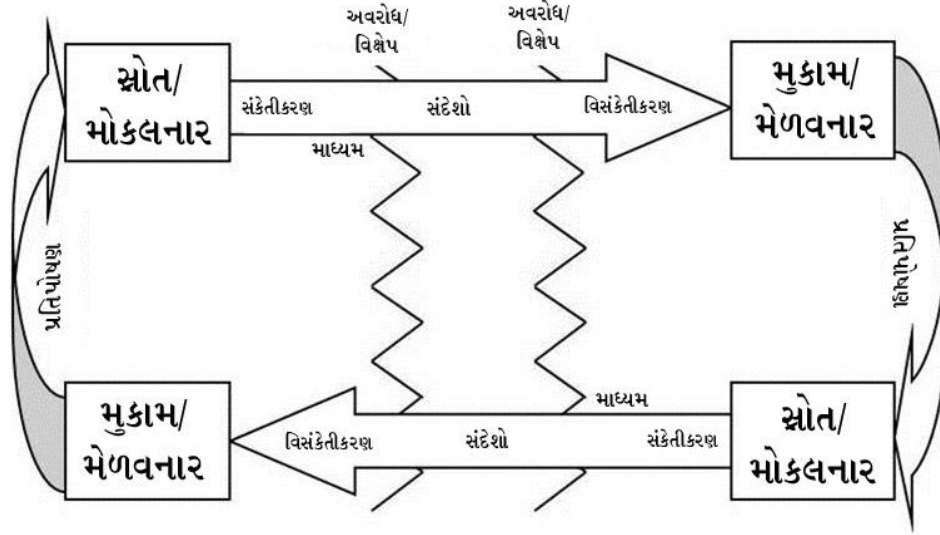 અવરોધ/
વિક્ષેપ
અવરોધ/
વિક્ષેપ
સ્રોત/
મોકલનાર
સંકેતીકરણ
સંદેશો
વિસંકેતીકરણ
મુકામ/
મેળવનાર
માધ્યમ
પ્રતિપોષણ
પ્રતિપોષણ
મુકામ/
મેળવનાર
વિસંકેતીકરણ
સંદેશો
સંકેતીકરણ
માધ્યમ
સ્રોત/
મોકલનાર